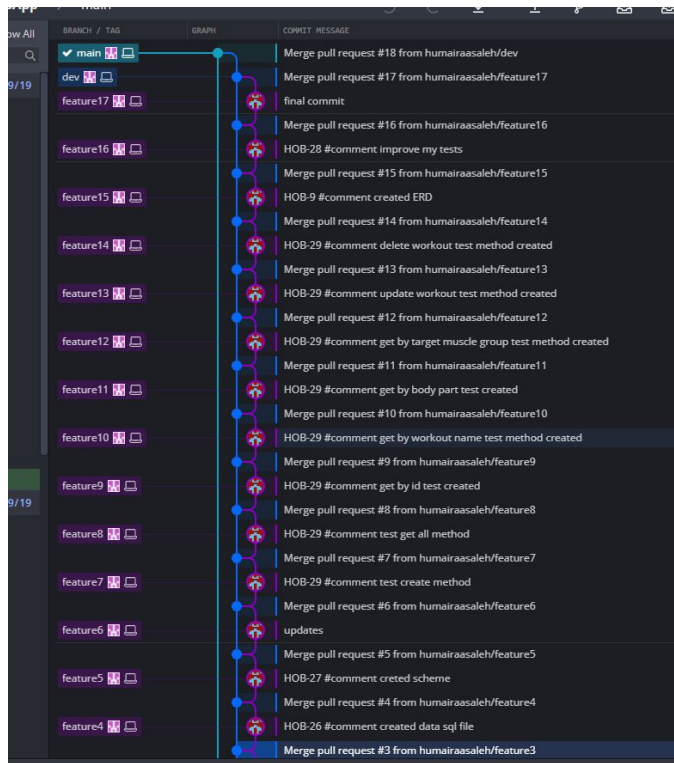 main
ow All
BRANCH / TAG GRAPH COMMIT MESSAGE
main Merge pull request #18 from humairaasaleh/dev
dev Merge pull request #17 from humairaasaleh/feature17
9/19
feature17 final commit
Merge pull request #16 from humairaasaleh/feature16
feature16 HOB-28 #comment improve my tests
Merge pull request #15 from humairaasaleh/feature15
feature15 HOB-9 #comment created ERD
Merge pull request #14 from humairaasaleh/feature14
feature14 HOB-29 #comment delete workout test method created
Merge pull request #13 from humairaasaleh/feature13
feature13 HOB-29 #comment update workout test method created
Merge pull request #12 from humairaasaleh/feature12
feature12 HOB-29 #comment get by target muscle group test method created
Merge pull request #11 from humairaasaleh/feature11
feature11 HOB-29 #comment get by body part test created
Merge pull request #10 from humairaasaleh/feature10
feature10 HOB-29 #comment get by workout name test method created
Merge pull request #9 from humairaasaleh/feature9
feature9 HOB-29 #comment get by id test created
9/19
Merge pull request #8 from humairaasaleh/feature8
feature8 HOB-29 #comment test get all method
Merge pull request #7 from humairaasaleh/feature7
feature7 HOB-29 #comment test create method
Merge pull request #6 from humairaasaleh/feature6
feature6 updates
Merge pull request #5 from humairaasaleh/feature5
feature5 HOB-27 #comment creted scheme
Merge pull request #4 from humairaasaleh/feature4
feature4 HOB-26 #comment created data sql file
Merge pull request #3 from humairaasaleh/feature3